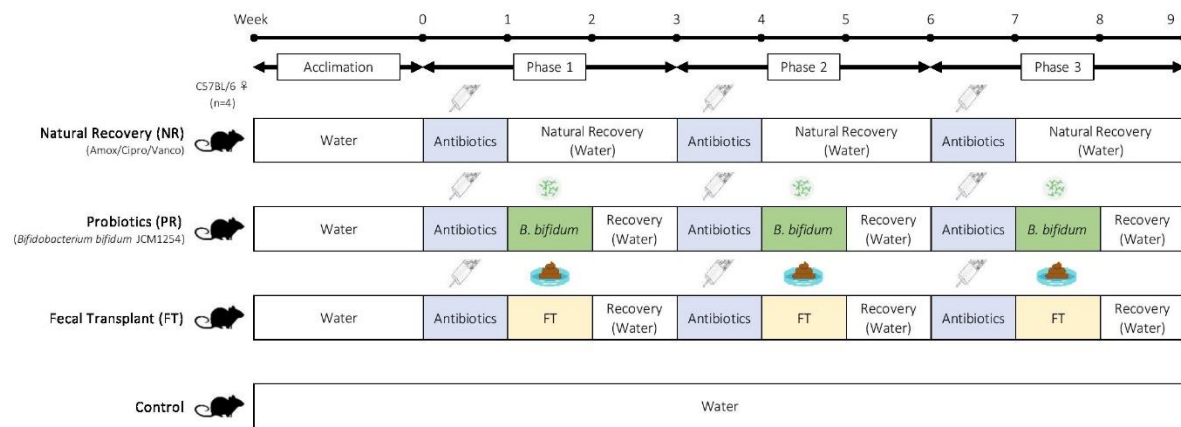 Week 0 1 2 3 4 5 6 7 8 9
Acclimation Phase 1 Phase 2 Phase 3
C57BL/6 ♀
(n=4)
Natural Recovery (NR)
(Amox/Cipro/Vanco)
Water Antibiotics Natural Recovery Antibiotics Natural Recovery Antibiotics Natural Recovery
(Water) (Water) (Water)
Probiotics (PR)
(Bifidobacterium bifidum JCM1254)
Water Antibiotics B. bifidum Recovery Antibiotics B. bifidum Recovery Antibiotics B. bifidum Recovery
(Water) (Water) (Water)
Fecal Transplant (FT)
Water Antibiotics FT Recovery Antibiotics FT Recovery Antibiotics FT Recovery
(Water) (Water) (Water)
Control
Water